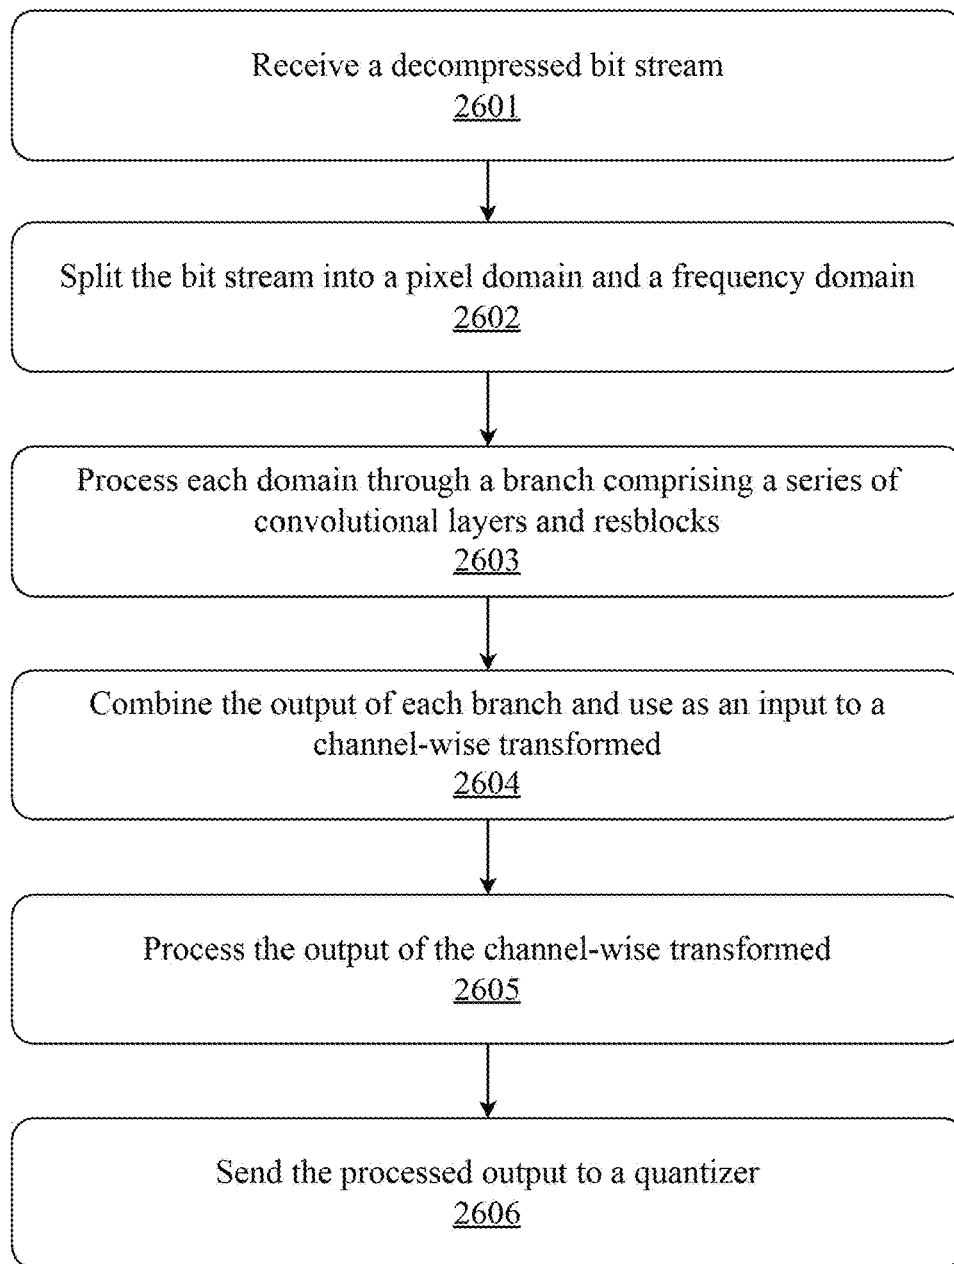 Receive a decompressed bit stream
2601
Split the bit stream into a pixel domain and a frequency domain
2602
Process each domain through a branch comprising a series of
convolutional layers and resblocks
2603
Combine the output of each branch and use as an input to a
channel-wise transformed
2604
Process the output of the channel-wise transformed
2605
Send the processed output to a quantizer
2606